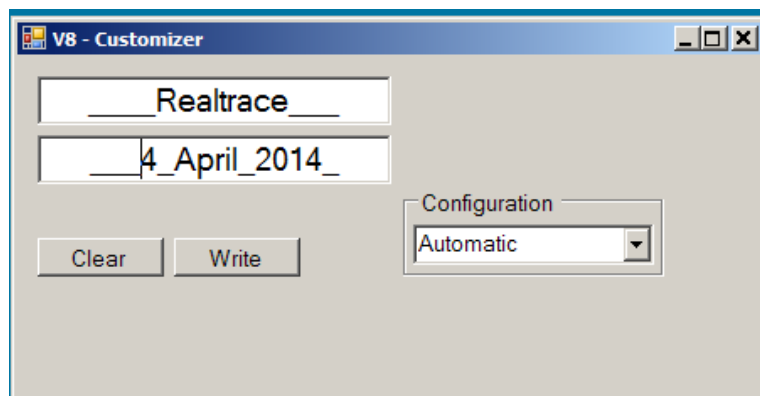 V8 - Customizer
____Realtrace___
___4_April_2014_
Configuration
Automatic
Clear Write